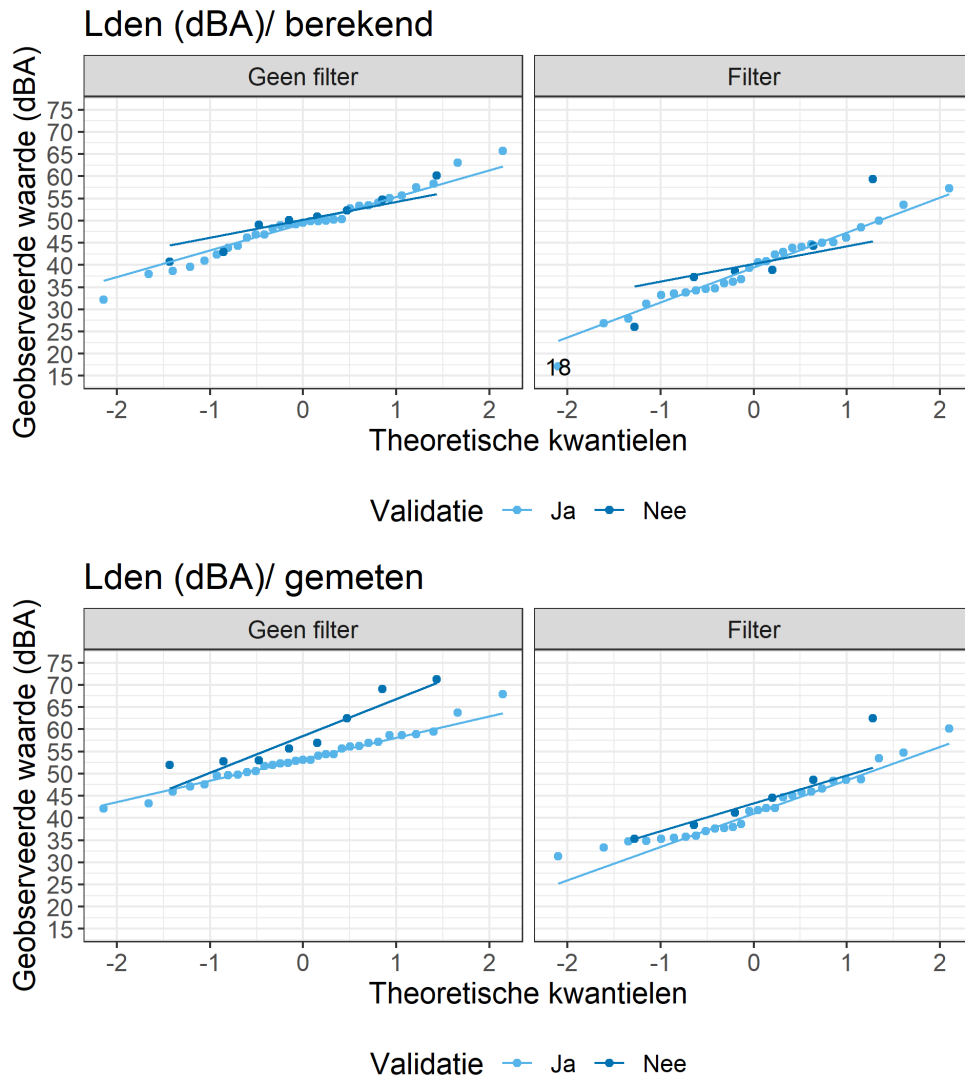 Lden (dBA)/ berekend
Geen filter
Filter
Geobserveerde waarde (dBA)
75
70
65
60
55
50
45
40
35
30
25
20
15
18
-2 -1 0 1 2
-2 -1 0 1 2
Theoretische kwantielen
Validatie Ja Nee
Lden (dBA)/ gemeten
Geen filter
Filter
Geobserveerde waarde (dBA)
75
70
65
60
55
50
45
40
35
30
25
20
15
-2 -1 0 1 2
-2 -1 0 1 2
Theoretische kwantielen
Validatie Ja Nee